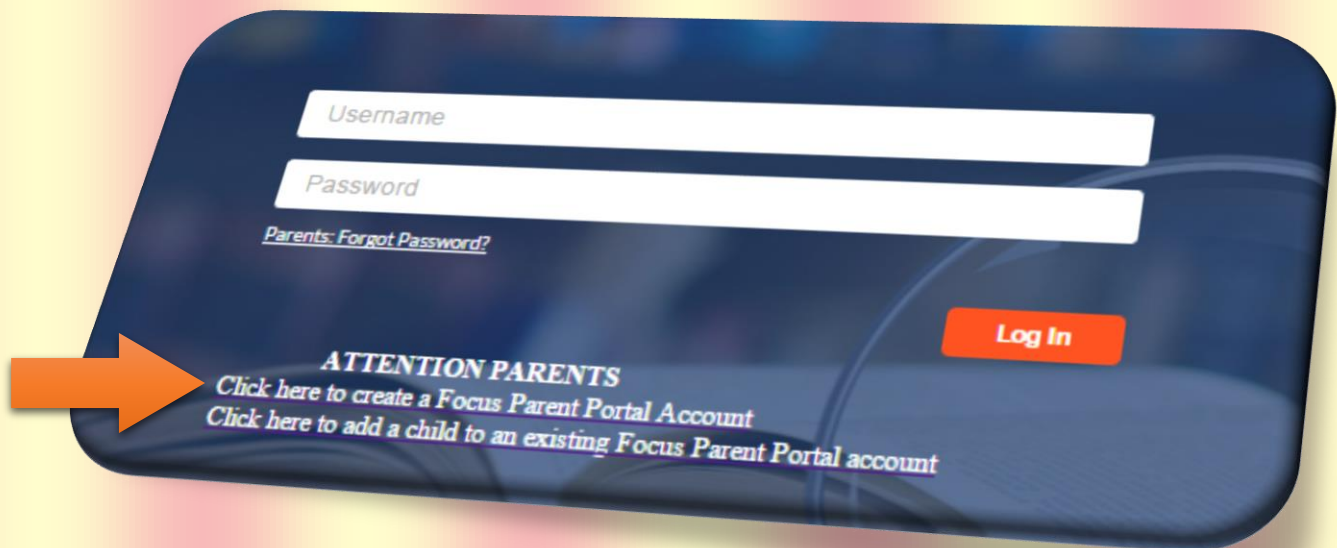 Username
Password
Parents: Forgot Password?
Log In
ATTENTION PARENTS
Click here to create a Focus Parent Portal Account
Click here to add a child to an existing Focus Parent Portal account